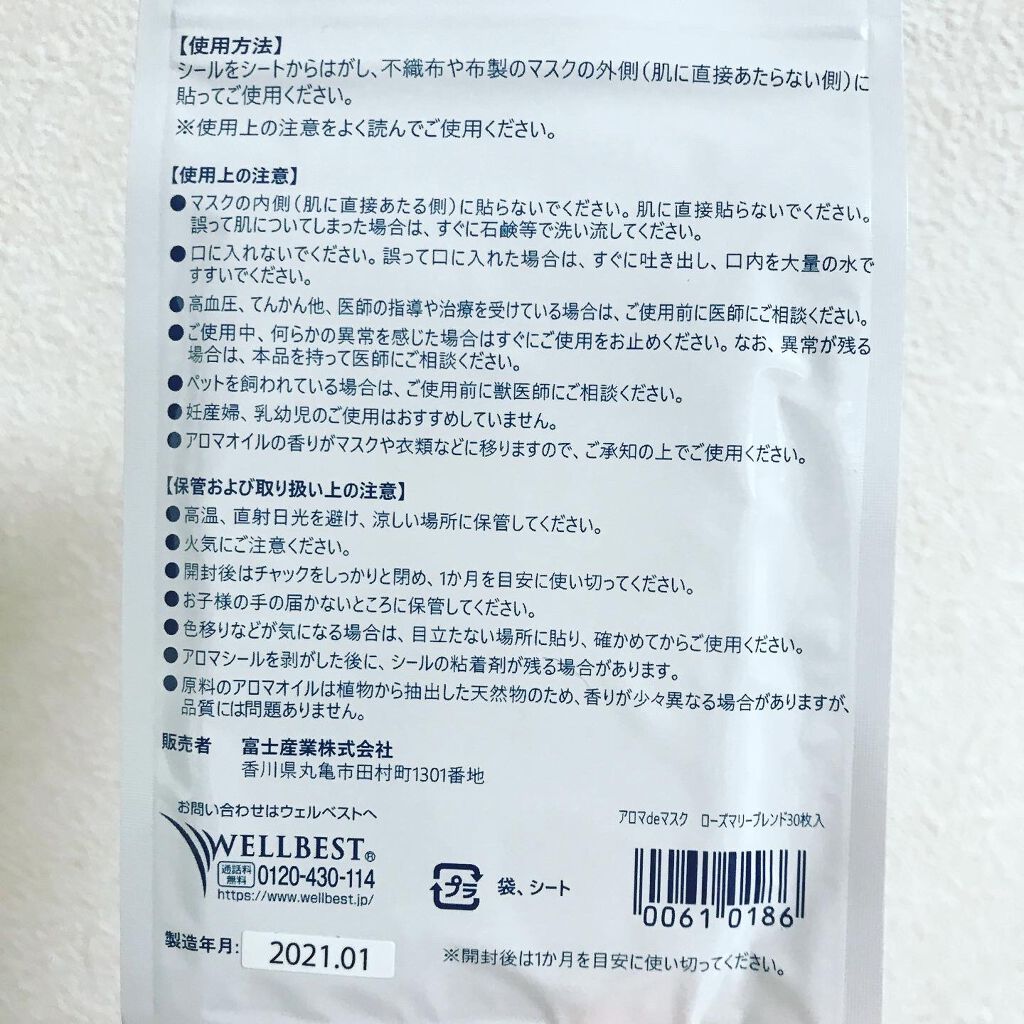 【使用方法】
シールをシートからはがし、不織布や布製のマスクの外側(肌に直接あたらない側)に
貼ってご使用ください。
※使用上の注意をよく読んでご使用ください。
【使用上の注意】
●マスクの内側(肌に直接あたる側)に貼らないでください。肌に直接貼らないでください。
誤って肌についてしまった場合は、すぐに石鹸等で洗い流してください。
●口に入れないでください。誤って口に入れた場合は、すぐに吐き出し、口内を大量の水で
すすいでください。
●高血圧、てんかん他、医師の指導や治療を受けている場合は、ご使用前に医師にご相談ください。
●ご使用中、何らかの異常を感じた場合はすぐにご使用をお止めください。なお、異常が残る
場合は、本品を持って医師にご相談ください。
●ペットを飼われている場合は、ご使用前に獣医師にご相談ください。
●妊産婦、乳幼児のご使用はおすすめしていません。
●アロマオイルの香りがマスクや衣類などに移りますので、ご承知の上でご使用ください。
【保管および取り扱い上の注意】
●高温、直射日光を避け、涼しい場所に保管してください。
●火気にご注意ください。
●開封後はチャックをしっかりと閉め、1か月を目安に使い切ってください。
●お子様の手の届かないところに保管してください。
●色移りなどが気になる場合は、目立たない場所に貼り、確かめてからご使用ください。
●アロマシールを剥がした後に、シールの粘着剤が残る場合があります。
●原料のアロマオイルは植物から抽出した天然物のため、香りが少々異なる場合がありますが、
品質には問題ありません。
販売者 富士産業株式会社
香川県丸亀市田村町1301番地
お問い合わせはウェルベストへ
WELLBEST®
通話料無料 0120-430-114
https://www.wellbest.jp/
プラ 袋、シート
アロマdeマスク ローズマリーブレンド30枚入
0061 0186
製造年月: 2021.01
※開封後は1か月を目安に使い切ってください。